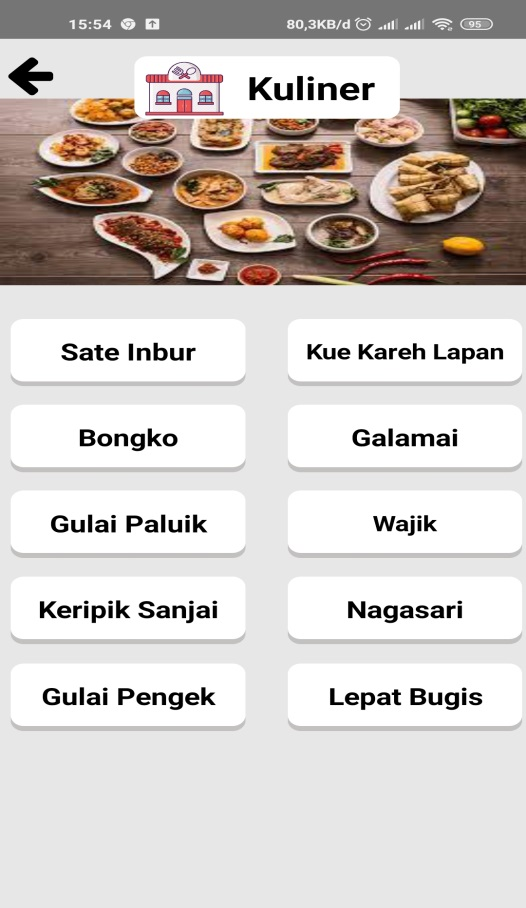 15:54
80,3KB/d
95
Kuliner
Sate Inbur
Kue Kareh Lapan
Bongko
Galamai
Gulai Paluik
Wajik
Keripik Sanjai
Nagasari
Gulai Pengek
Lepat Bugis